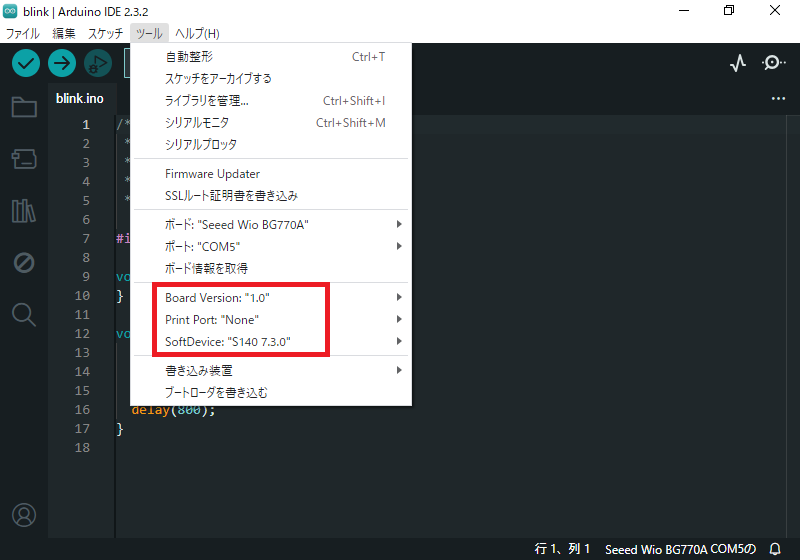 blink | Arduino IDE 2.3.2
ファイル 編集 スケッチ ツール ヘルプ(H)
自動整形 Ctrl+T
スケッチをアーカイブする
ライブラリを管理... Ctrl+Shift+I
シリアルモニタ Ctrl+Shift+M
シリアルプロッタ
Firmware Updater
SSLルート証明書を書き込み
ボード: "Seeed Wio BG770A"
ポート: "COM5"
ボード情報を取得
Board Version: "1.0"
Print Port: "None"
SoftDevice: "S140 7.3.0"
書き込み装置
ブートローダを書き込む
blink.ino
1 /*
2 *
3 *
4 *
5 *
6
7 #i
8
9 vo
10 }
11
12 vo
13
14
15
16 delay(800);
17 }
18
行 1、列 1 Seeed Wio BG770A COM5の